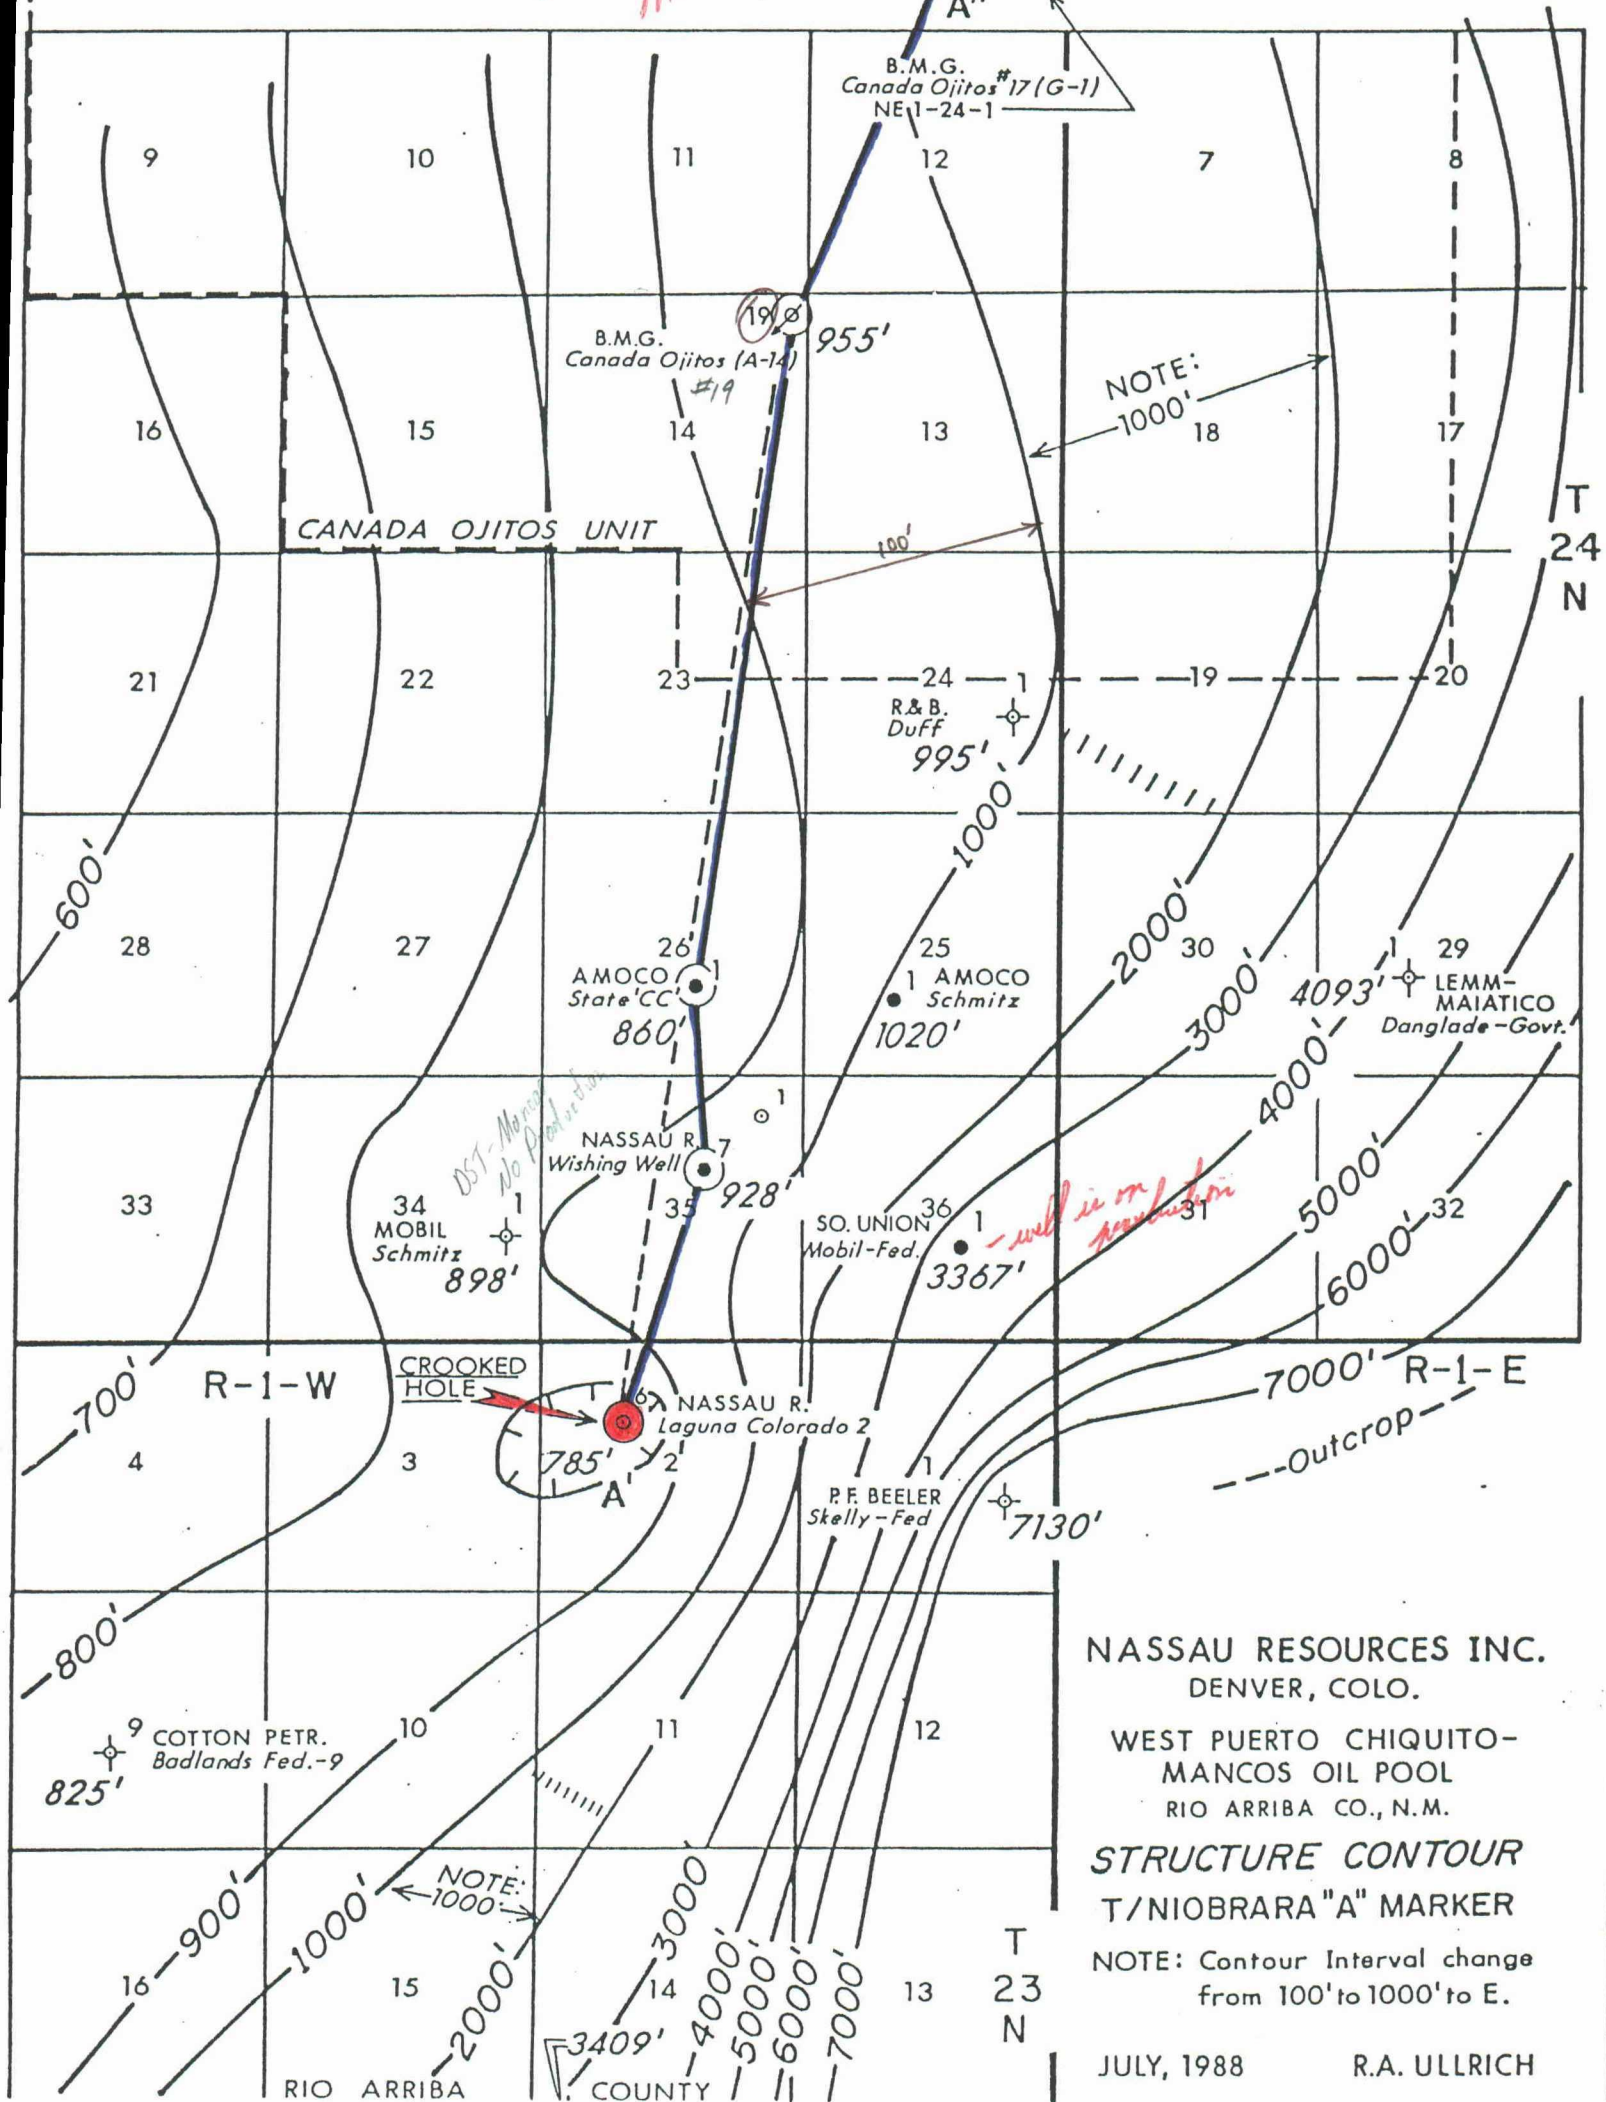 A"
B.M.G.
Canada Ojitos #17 (G-1)
NE 1-24-1
9
10
11
12
7
8
19
955'
B.M.G.
Canada Ojitos (A-14)
#19
NOTE:
1000'
16
15
14
13
18
17
CANADA OJITOS UNIT
100'
T
24
N
21
22
23
24
1
19
20
R.& B.
Duff
995'
1000'
600'
2000'
28
27
26
25
30
1
29
AMOCO
1
State 'CC'
860'
1 AMOCO
Schmitz
1020'
3000'
4093'
LEMM-
MAIATICO
Danglade-Govt.
4000'
DST-Mancos
No Production
1
NASSAU R.
7
Wishing Well
928'
5000'
33
34
1
MOBIL
Schmitz
898'
35
SO. UNION
36
1
Mobil-Fed.
3367'
- well is on
production
31
32
6000'
700'
R-1-W
CROOKED
HOLE
7000'
R-1-E
6
NASSAU R.
Laguna Colorado 2
785'
A'
2
4
3
Outcrop
1
P.F. BEELER
Skelly-Fed
7130'
800'
9
COTTON PETR.
Badlands Fed.-9
825'
10
11
12
NASSAU RESOURCES INC.
DENVER, COLO.
WEST PUERTO CHIQUITO-
MANCOS OIL POOL
RIO ARRIBA CO., N.M.
STRUCTURE CONTOUR
T/NIOBRARA "A" MARKER
NOTE: Contour Interval change
from 100' to 1000' to E.
JULY, 1988 R.A. ULLRICH
NOTE:
1000'
900'
1000'
2000'
3000'
4000'
5000'
6000'
7000'
16
15
14
13
T
23
N
3409'
RIO ARRIBA COUNTY